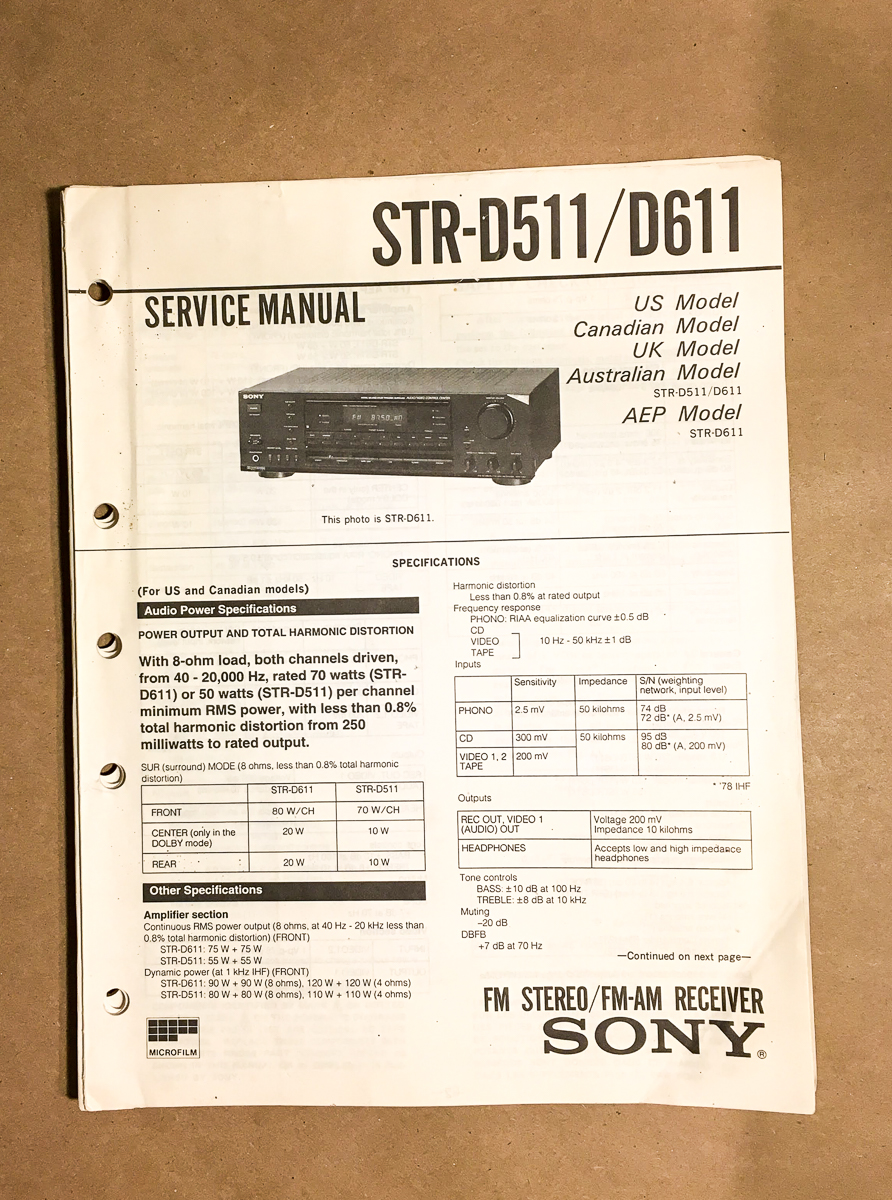 STR-D511/D611
SERVICE MANUAL
US Model
Canadian Model
UK Model
Australian Model
STR-D511/D611
AEP Model
STR-D611
SONY
This photo is STR-D611.
SPECIFICATIONS
(For US and Canadian models)
Audio Power Specifications
POWER OUTPUT AND TOTAL HARMONIC DISTORTION
With 8-ohm load, both channels driven,
from 40 - 20,000 Hz, rated 70 watts (STR-
D611) or 50 watts (STR-D511) per channel
minimum RMS power, with less than 0.8%
total harmonic distortion from 250
milliwatts to rated output.
SUR (surround) MODE (8 ohms, less than 0.8% total harmonic
distortion)
STR-D611 STR-D511
FRONT 80 W/CH 70 W/CH
CENTER (only in the
DOLBY mode) 20 W 10 W
REAR 20 W 10 W
Other Specifications
Amplifier section
Continuous RMS power output (8 ohms, at 40 Hz - 20 kHz less than
0.8% total harmonic distortion) (FRONT)
STR-D611: 75 W + 75 W
STR-D511: 55 W + 55 W
Dynamic power (at 1 kHz IHF) (FRONT)
STR-D611: 90 W + 90 W (8 ohms), 120 W + 120 W (4 ohms)
STR-D511: 80 W + 80 W (8 ohms), 110 W + 110 W (4 ohms)
MICROFILM
Harmonic distortion
Less than 0.8% at rated output
Frequency response
PHONO: RIAA equalization curve ±0.5 dB
CD
VIDEO 10 Hz - 50 kHz ±1 dB
TAPE
Inputs
Sensitivity Impedance S/N (weighting
network, input level)
PHONO 2.5 mV 50 kilohms 74 dB
72 dB* (A, 2.5 mV)
CD 300 mV 50 kilohms 95 dB
80 dB* (A, 200 mV)
VIDEO 1, 2
TAPE 200 mV
* '78 IHF
Outputs
REC OUT, VIDEO 1
(AUDIO) OUT Voltage 200 mV
Impedance 10 kilohms
HEADPHONES Accepts low and high impedance
headphones
Tone controls
BASS: ±10 dB at 100 Hz
TREBLE: ±8 dB at 10 kHz
Muting
−20 dB
DBFB
+7 dB at 70 Hz
—Continued on next page—
FM STEREO/FM-AM RECEIVER
SONY®